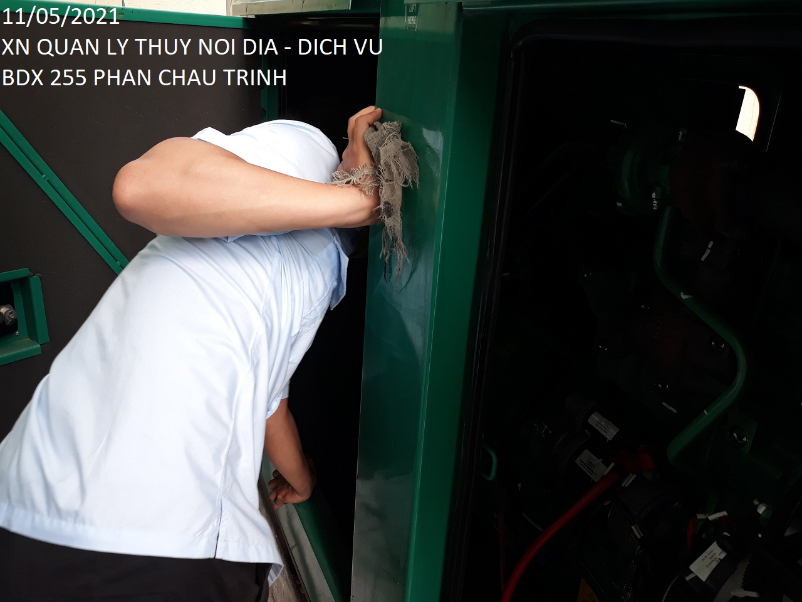 11/05/2021
XN QUAN LY THUY NOI DIA - DICH VU
BDX 255 PHAN CHAU TRINH